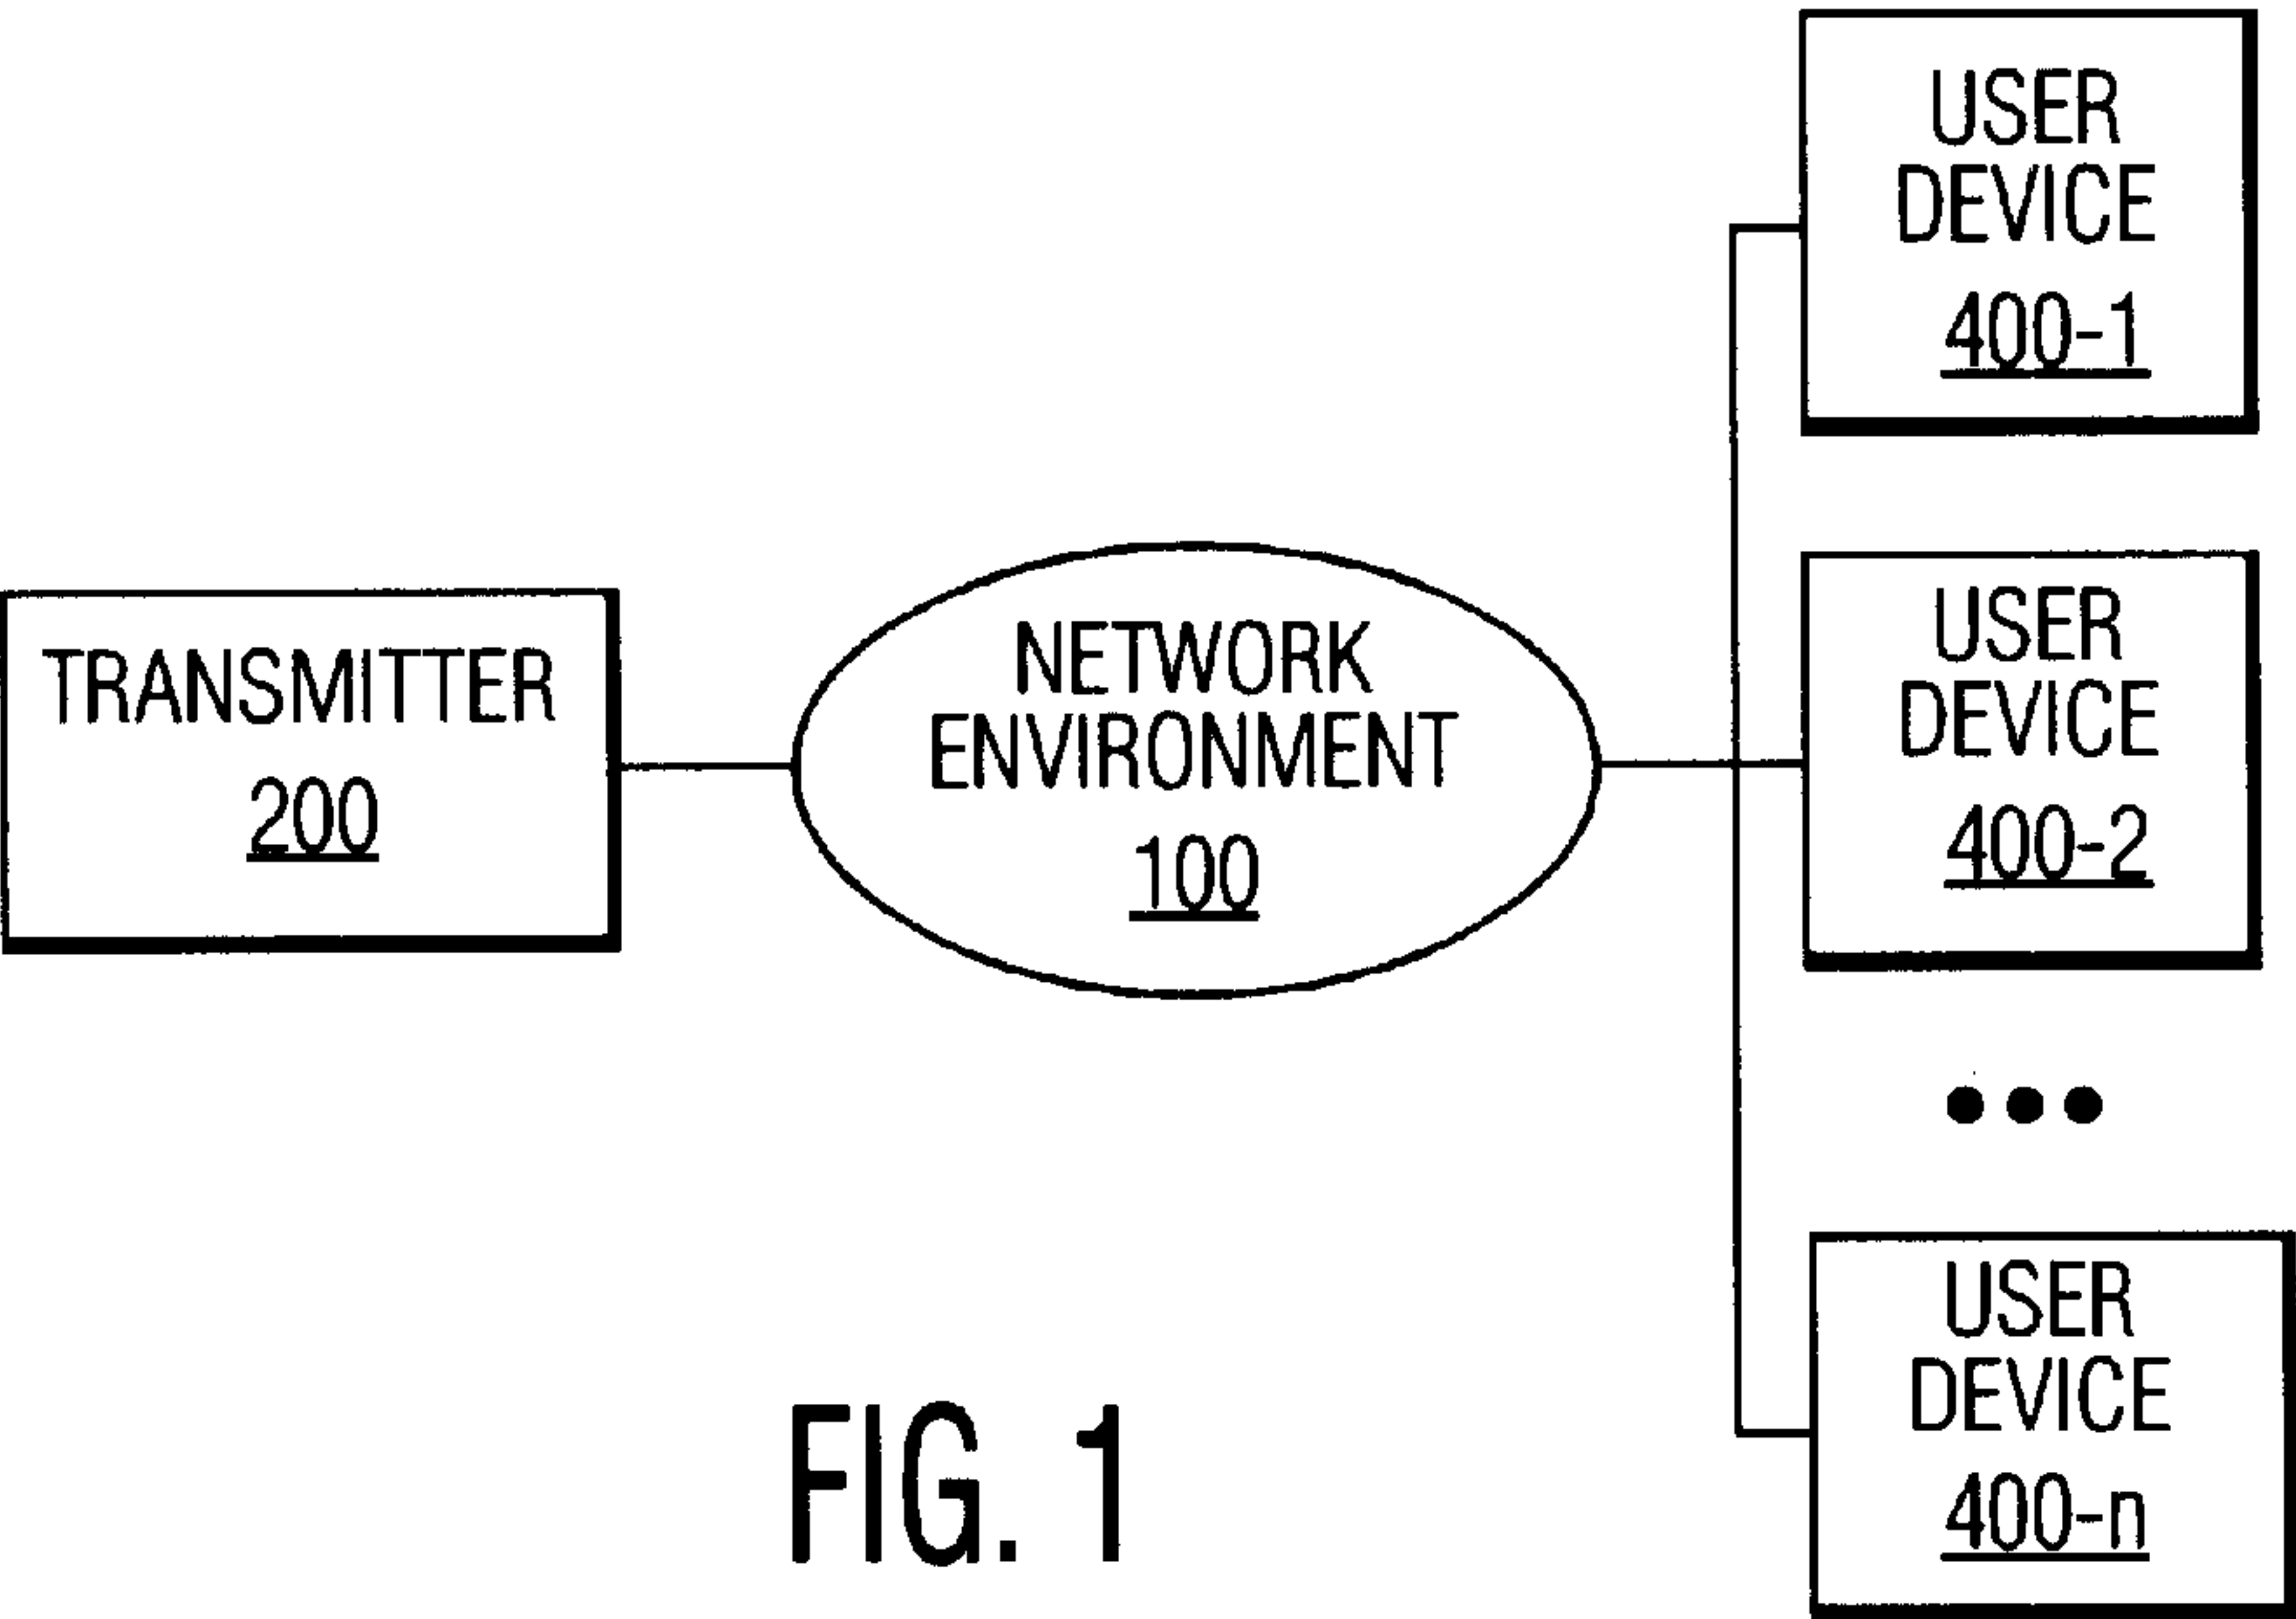 TRANSMITTER
200
NETWORK
ENVIRONMENT
100
USER
DEVICE
400-1
USER
DEVICE
400-2
USER
DEVICE
400-n
FIG. 1